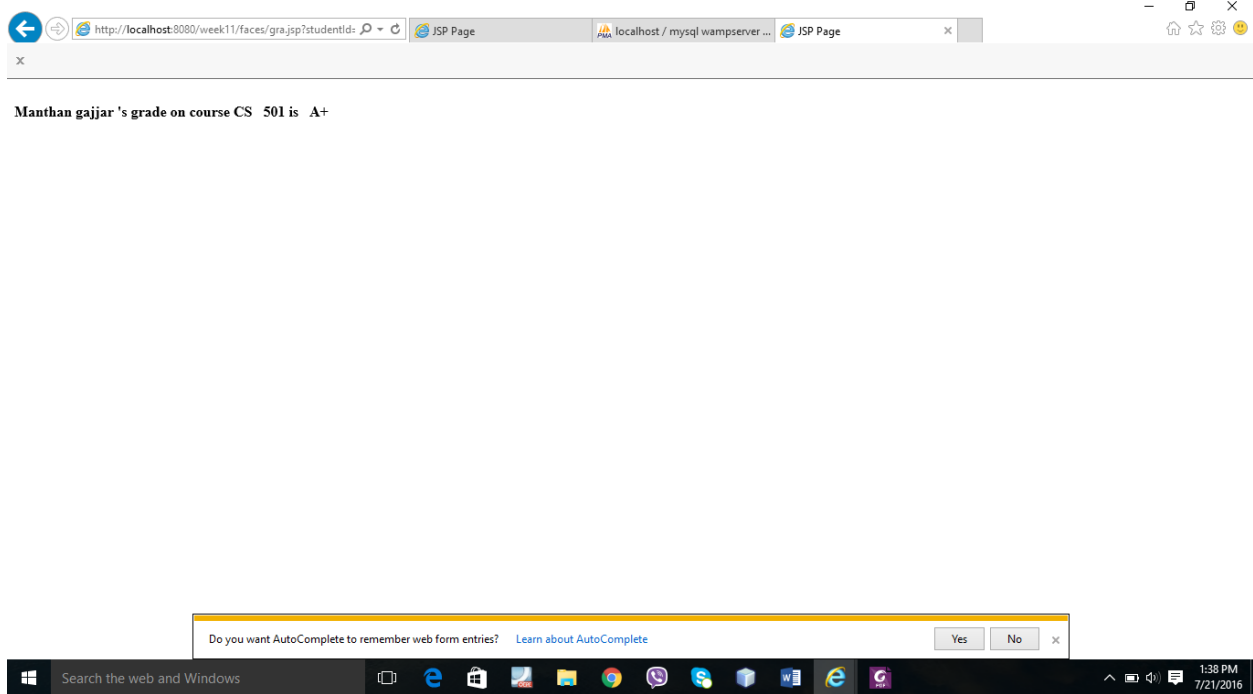 http://localhost:8080/week11/faces/gra.jsp?studentId=
JSP Page
localhost / mysql wampserver ...
JSP Page
Manthan gajjar 's grade on course CS   501 is   A+
Do you want AutoComplete to remember web form entries?
Learn about AutoComplete
Yes
No
Search the web and Windows
1:38 PM
7/21/2016